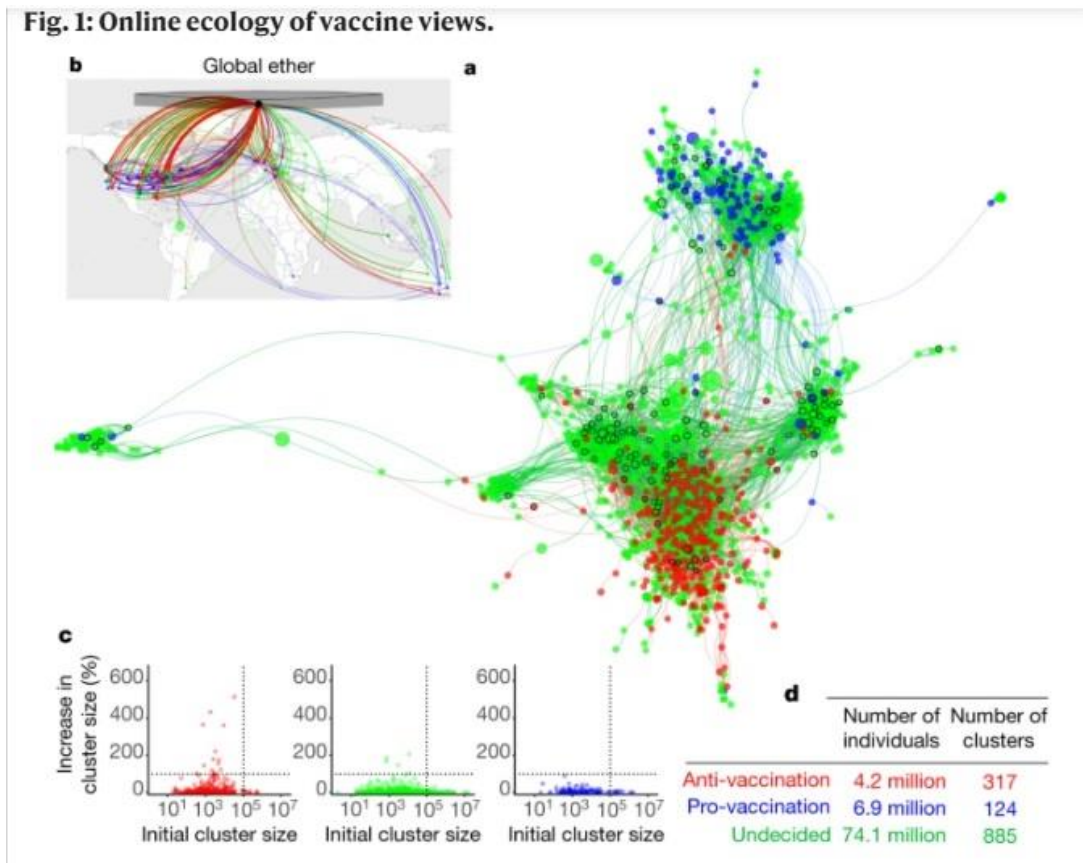 Fig. 1: Online ecology of vaccine views.
b
Global ether
a
c
Increase in
cluster size (%)
600
400
200
0
10¹ 10³ 10⁵ 10⁷
Initial cluster size
600
400
200
0
10¹ 10³ 10⁵ 10⁷
Initial cluster size
600
400
200
0
10¹ 10³ 10⁵ 10⁷
Initial cluster size
d
Number of individuals Number of clusters
Anti-vaccination 4.2 million 317
Pro-vaccination 6.9 million 124
Undecided 74.1 million 885